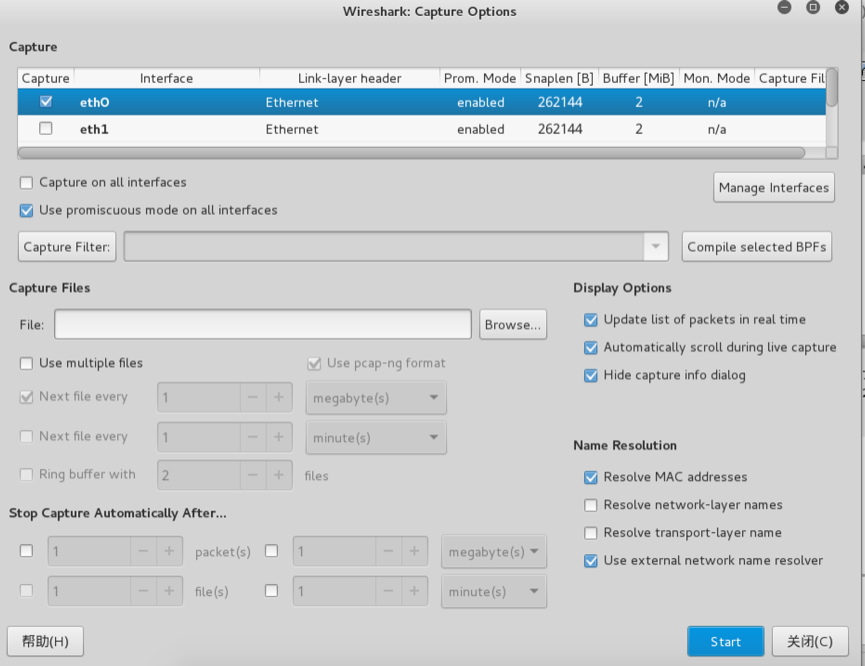 Wireshark: Capture Options
Capture
Capture Interface Link-layer header Prom. Mode Snaplen [B] Buffer [MiB] Mon. Mode Capture Fil
eth0 Ethernet enabled 262144 2 n/a
eth1 Ethernet enabled 262144 2 n/a
Capture on all interfaces
Manage Interfaces
Use promiscuous mode on all interfaces
Capture Filter: Compile selected BPFs
Capture Files
File: Browse...
Use multiple files Use pcap-ng format
Next file every 1 megabyte(s)
Next file every 1 minute(s)
Ring buffer with 2 files
Stop Capture Automatically After...
1 packet(s) 1 megabyte(s)
1 file(s) 1 minute(s)
Display Options
Update list of packets in real time
Automatically scroll during live capture
Hide capture info dialog
Name Resolution
Resolve MAC addresses
Resolve network-layer names
Resolve transport-layer name
Use external network name resolver
帮助(H) Start 关闭(C)